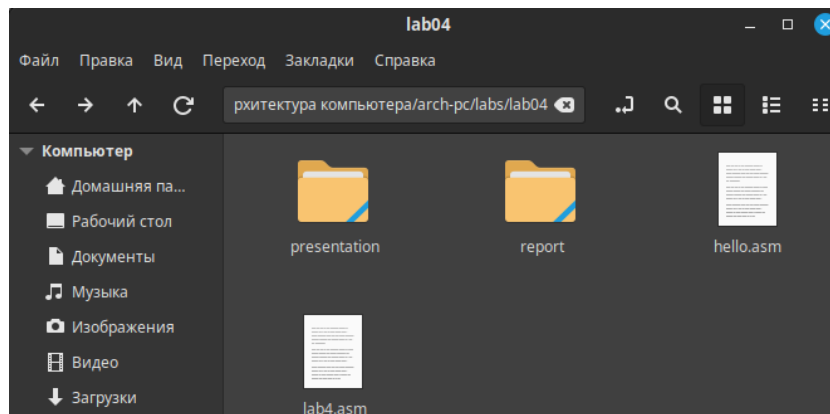 lab04
Файл Правка Вид Переход Закладки Справка
рхитектура компьютера/arch-pc/labs/lab04
Компьютер
Домашняя па...
Рабочий стол
Документы
Музыка
Изображения
Видео
Загрузки
presentation
report
hello.asm
lab4.asm